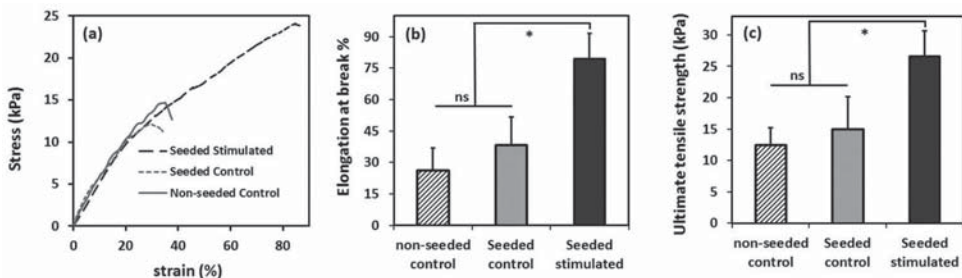 (a)
Stress (kPa)
25
20
15
10
5
0
0 20 40 60 80 100
strain (%)
Seeded Stimulated
Seeded Control
Non-seeded Control
(b)
Elongation at break %
90
75
60
45
30
15
0
ns
*
non-seeded control
Seeded control
Seeded stimulated
(c)
Ultimate tensile strength (kPa)
35
30
25
20
15
10
5
0
ns
*
non-seeded control
Seeded control
Seeded stimulated